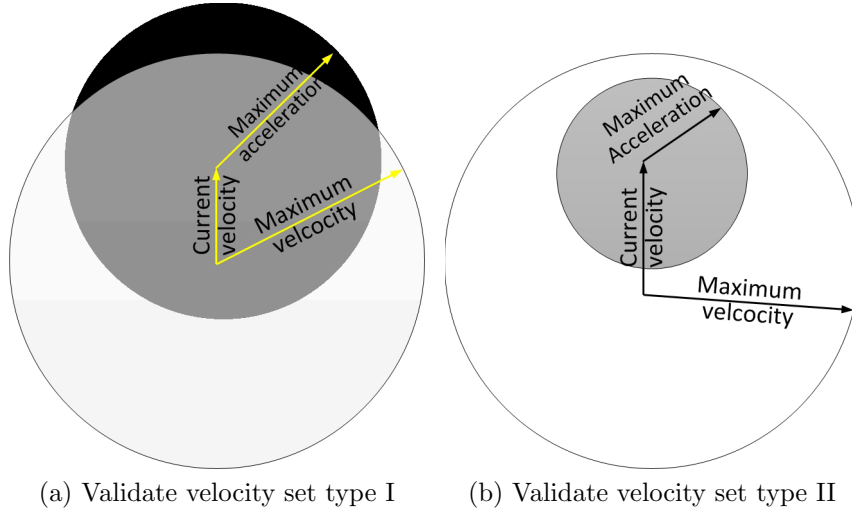 Maximum
acceleration
Current
velocity
Maximum
velcocity
Maximum
Acceleration
Current
velocity
Maximum
velcocity
(a) Validate velocity set type I
(b) Validate velocity set type II